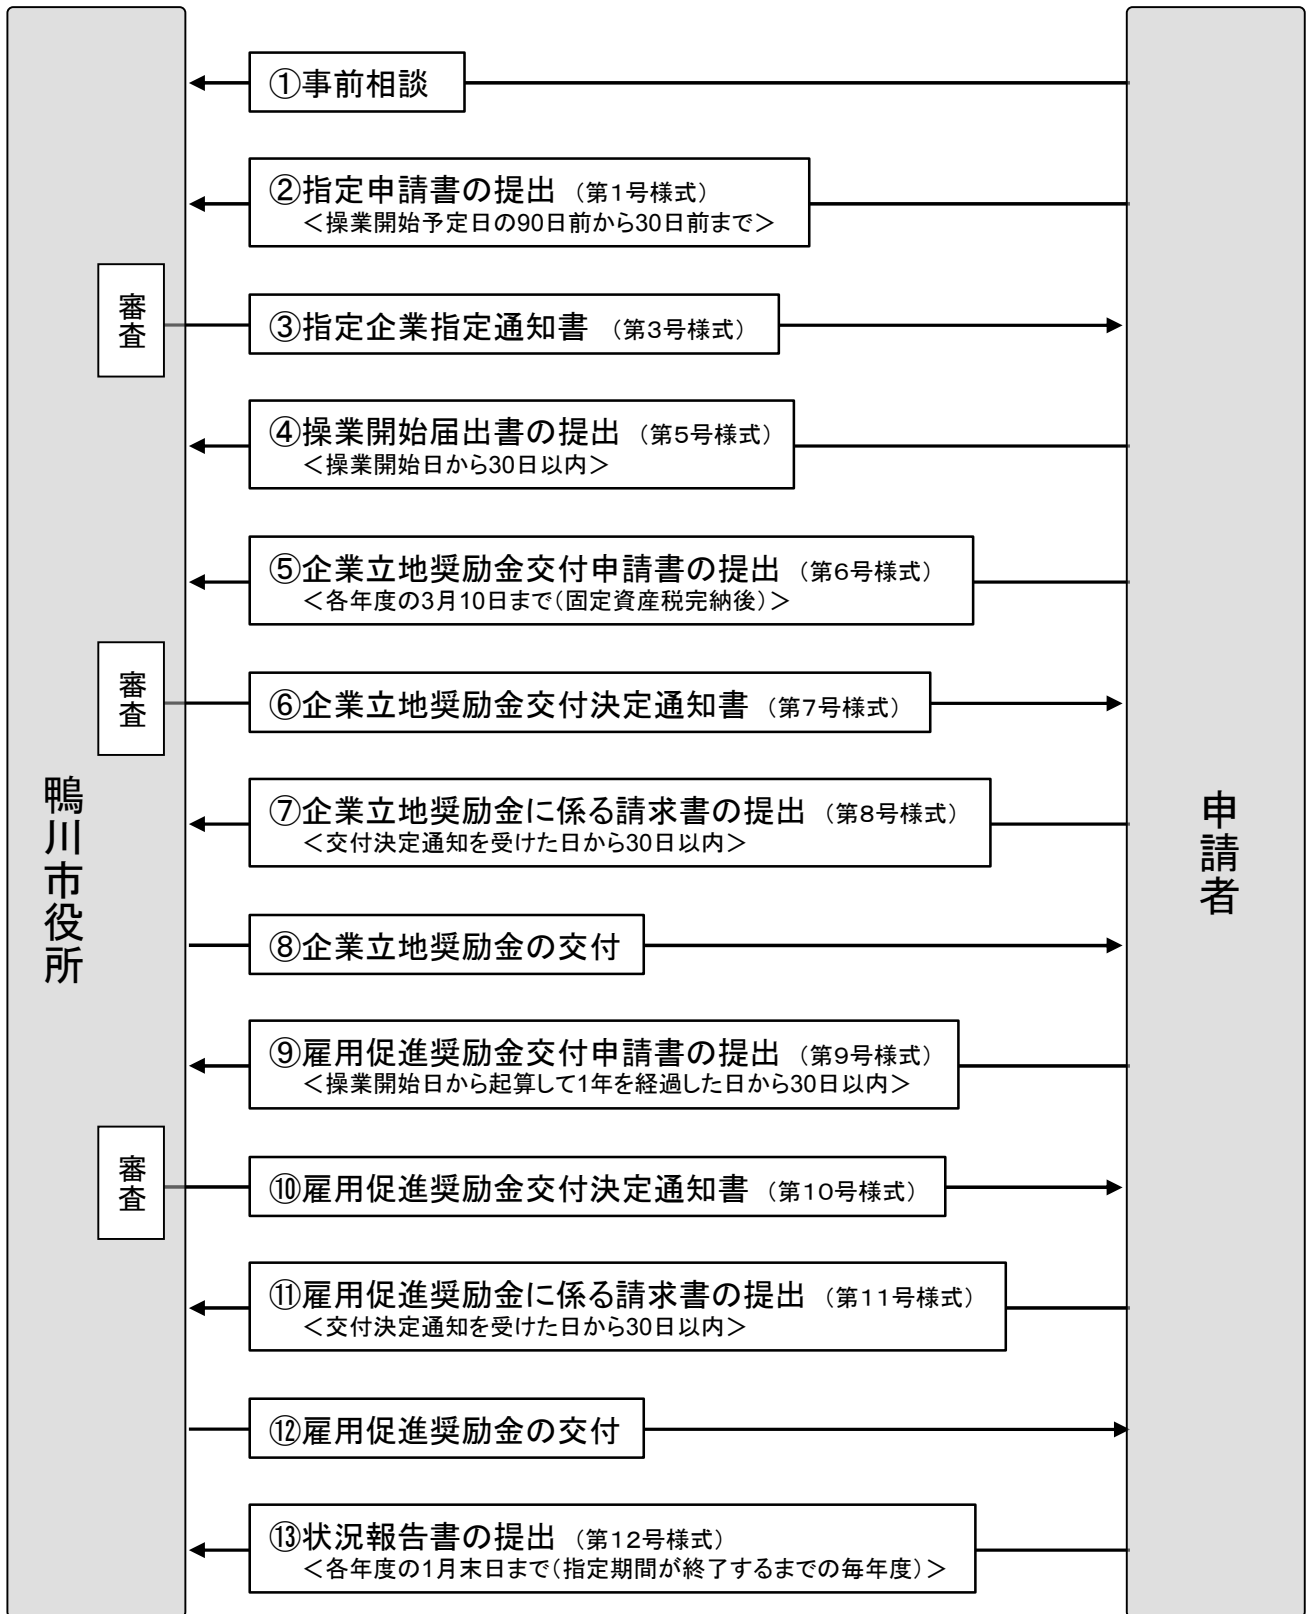 ①事前相談
②指定申請書の提出 （第1号様式）
＜操業開始予定日の90日前から30日前まで＞
審査
③指定企業指定通知書 （第3号様式）
④操業開始届出書の提出 （第5号様式）
＜操業開始日から30日以内＞
⑤企業立地奨励金交付申請書の提出 （第6号様式）
＜各年度の3月10日まで（固定資産税完納後）＞
審査
⑥企業立地奨励金交付決定通知書 （第7号様式）
鴨川市役所
申請者
⑦企業立地奨励金に係る請求書の提出 （第8号様式）
＜交付決定通知を受けた日から30日以内＞
⑧企業立地奨励金の交付
⑨雇用促進奨励金交付申請書の提出 （第9号様式）
＜操業開始日から起算して1年を経過した日から30日以内＞
審査
⑩雇用促進奨励金交付決定通知書 （第10号様式）
⑪雇用促進奨励金に係る請求書の提出 （第11号様式）
＜交付決定通知を受けた日から30日以内＞
⑫雇用促進奨励金の交付
⑬状況報告書の提出 （第12号様式）
＜各年度の1月末日まで（指定期間が終了するまでの毎年度）＞